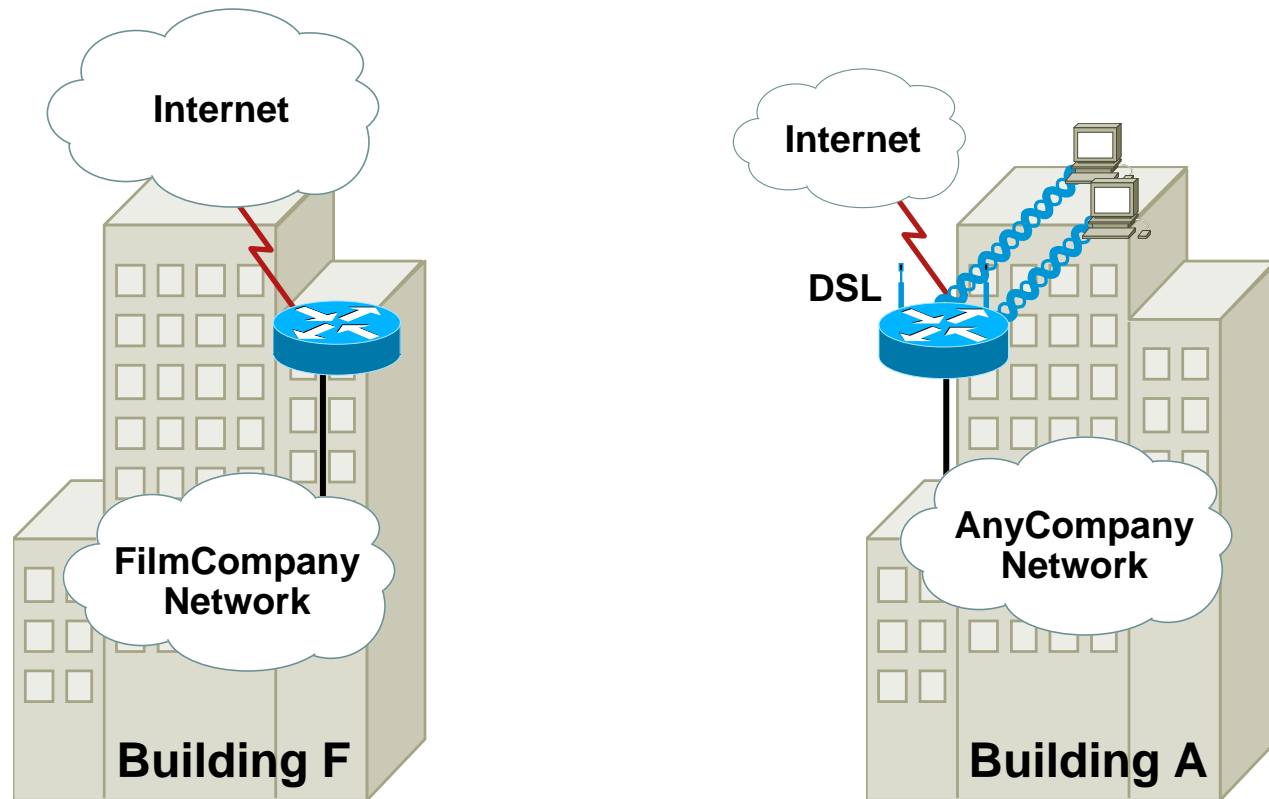 Internet
FilmCompany
Network
Building F
Internet
DSL
AnyCompany
Network
Building A